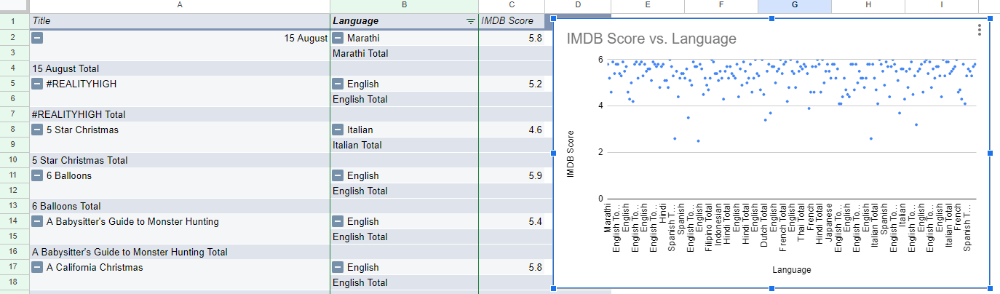 A B C D E F G H I
1 Title Language IMDB Score
2 15 August Marathi 5.8
3 Marathi Total
4 15 August Total
5 #REALITYHIGH English 5.2
6 English Total
7 #REALITYHIGH Total
8 5 Star Christmas Italian 4.6
9 Italian Total
10 5 Star Christmas Total
11 6 Balloons English 5.9
12 English Total
13 6 Balloons Total
14 A Babysitter's Guide to Monster Hunting English 5.4
15 English Total
16 A Babysitter's Guide to Monster Hunting Total
17 A California Christmas English 5.8
18 English Total
IMDB Score vs. Language
6
4
2
0
IMDB Score
Marathi
English To...
English
English To...
English
English To...
Hindi
Spanish T...
Spanish
English To...
English
Filipino Total
Indonesian
Hindi Total
English
Hindi Total
English
Dutch Total
English
French Total
English
Thai Total
French
Hindi Total
Japanese
English To...
English
English To...
English
Italian Total
Spanish
English To...
Italian
English To...
English
English To...
English
Italian Total
French
Spanish T...
Language